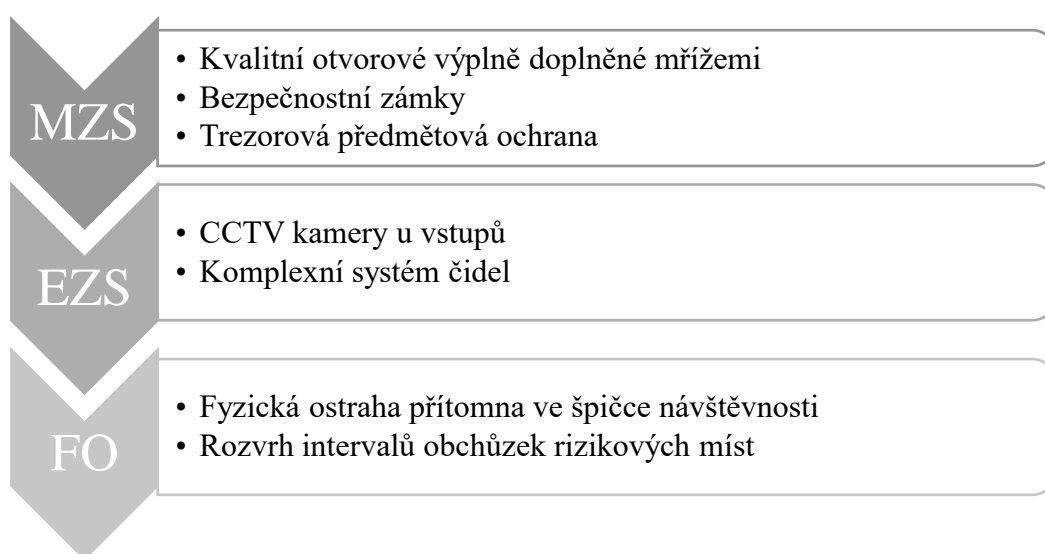 MZS
• Kvalitní otvorové výplně doplněné mřížemi
• Bezpečnostní zámky
• Trezorová předmětová ochrana
EZS
• CCTV kamery u vstupů
• Komplexní systém čidel
FO
• Fyzická ostraha přítomna ve špičce návštěvnosti
• Rozvrh intervalů obchůzek rizikových míst